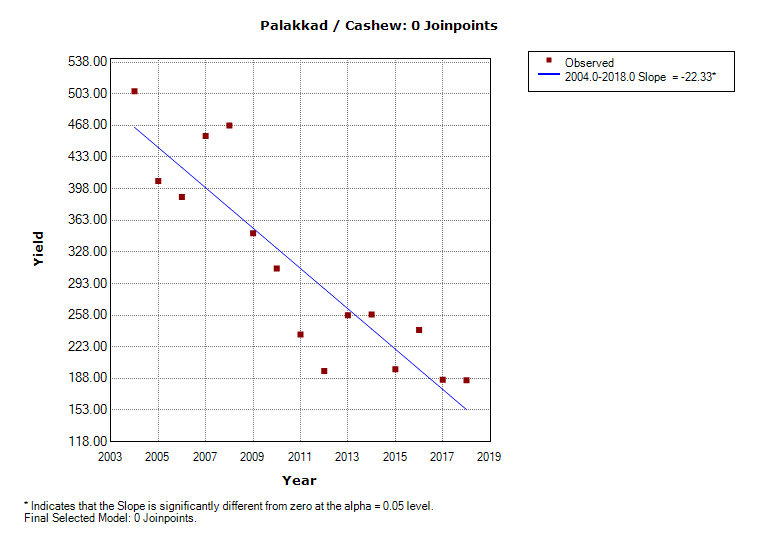 Palakkad / Cashew: 0 Joinpoints
Observed
2004.0-2018.0 Slope = -22.33*
538.00
503.00
468.00
433.00
398.00
363.00
328.00
293.00
258.00
223.00
188.00
153.00
118.00
Yield
2003 2005 2007 2009 2011 2013 2015 2017 2019
Year
* Indicates that the Slope is significantly different from zero at the alpha = 0.05 level.
Final Selected Model: 0 Joinpoints.